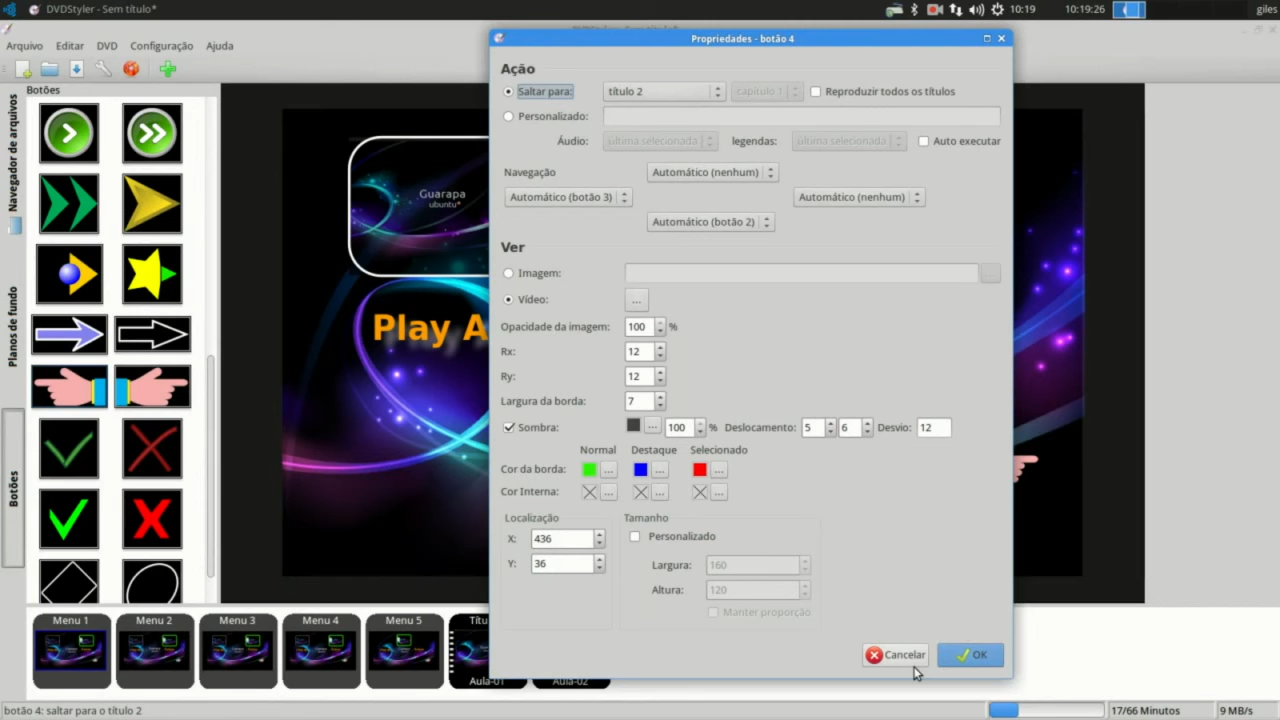 DVDStyler - Sem título*
10:19
10:19:26
giles
Arquivo Editar DVD Configuração Ajuda
Botões
Navegador de arquivos
Planos de fundo
Botões
Guarapa
ubuntu*
Play A
Propriedades - botão 4
Ação
Saltar para: título 2 capítulo 1 Reproduzir todos os títulos
Personalizado:
Áudio: última selecionada legendas: última selecionada Auto executar
Navegação Automático (nenhum)
Automático (botão 3) Automático (nenhum)
Automático (botão 2)
Ver
Imagem: ...
Vídeo: ...
Opacidade da imagem: 100 %
Rx: 12
Ry: 12
Largura da borda: 7
Sombra: ... 100 % Deslocamento: 5 6 Desvio: 12
Normal Destaque Selecionado
Cor da borda: ... ... ...
Cor Interna: ... ... ...
Localização
X: 436
Y: 36
Tamanho
Personalizado
Largura: 160
Altura: 120
Manter proporção
Cancelar OK
Menu 1 Menu 2 Menu 3 Menu 4 Menu 5 Títu
Aula-01 Aula-02
botão 4: saltar para o título 2
17/66 Minutos 9 MB/s